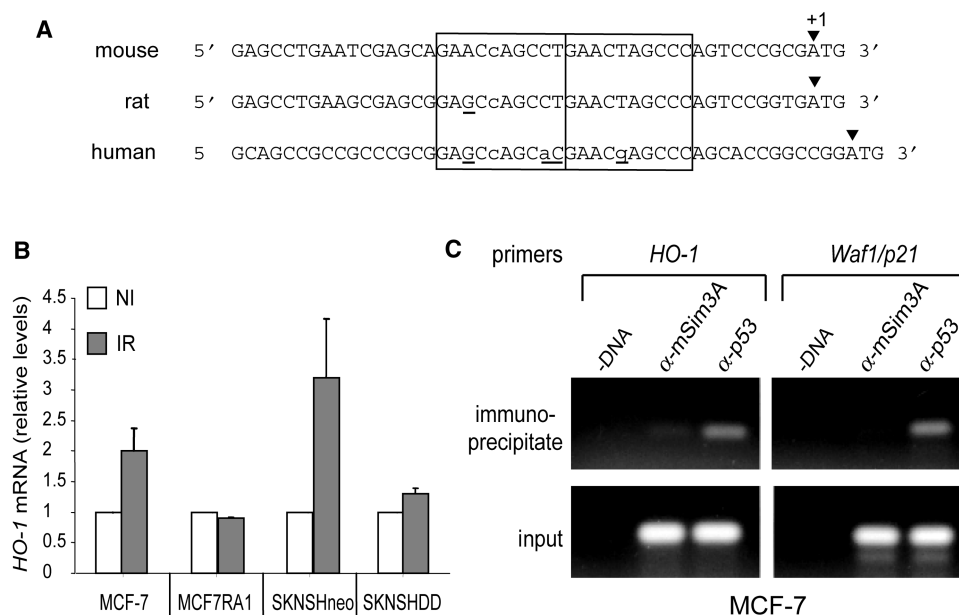 A
+1
mouse 5′ GAGCCTGAATCGAGCAGAACcAGCCTGAACTAGCCCAGTCCCGCGATG 3′
rat 5′ GAGCCTGAAGCGAGCGGAGCcAGCCTGAACTAGCCCAGTCCGGTGATG 3′
human 5 GCAGCCGCCGCCCGCGGAGCcAGCaCGAACgAGCCCAGCACCGGCCGGATG 3′
B
HO-1 mRNA (relative levels)
4.5
4
3.5
3
2.5
2
1.5
1
0.5
0
NI
IR
MCF-7 MCF7RA1 SKNSHneo SKNSHDD
C
primers HO-1 Waf1/p21
-DNA α-mSim3A α-p53 -DNA α-mSim3A α-p53
immuno-
precipitate
input
MCF-7